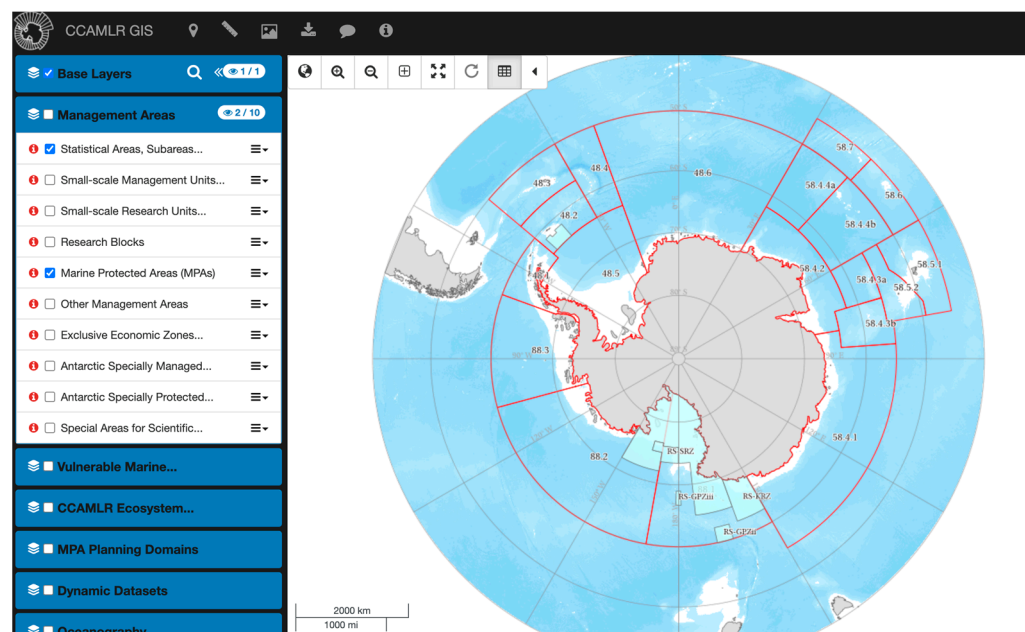 CCAMLR GIS
Base Layers
1 / 1
Management Areas
2 / 10
Statistical Areas, Subareas...
Small-scale Management Units...
Small-scale Research Units...
Research Blocks
Marine Protected Areas (MPAs)
Other Management Areas
Exclusive Economic Zones...
Antarctic Specially Managed...
Antarctic Specially Protected...
Special Areas for Scientific...
Vulnerable Marine...
CCAMLR Ecosystem...
MPA Planning Domains
Dynamic Datasets
Oceanography
58.7
48.4
48.6
48.3
58.4.4a
58.6
48.2
58.4.4b
58.5.1
48.5
58.4.2
48.1
58.4.3a
58.5.2
58.4.3b
88.3
58.4.1
88.2
RS-SRZ
88.1
RS-GPZiii
RS-KRZ
RS-GPZii
2000 km
1000 mi